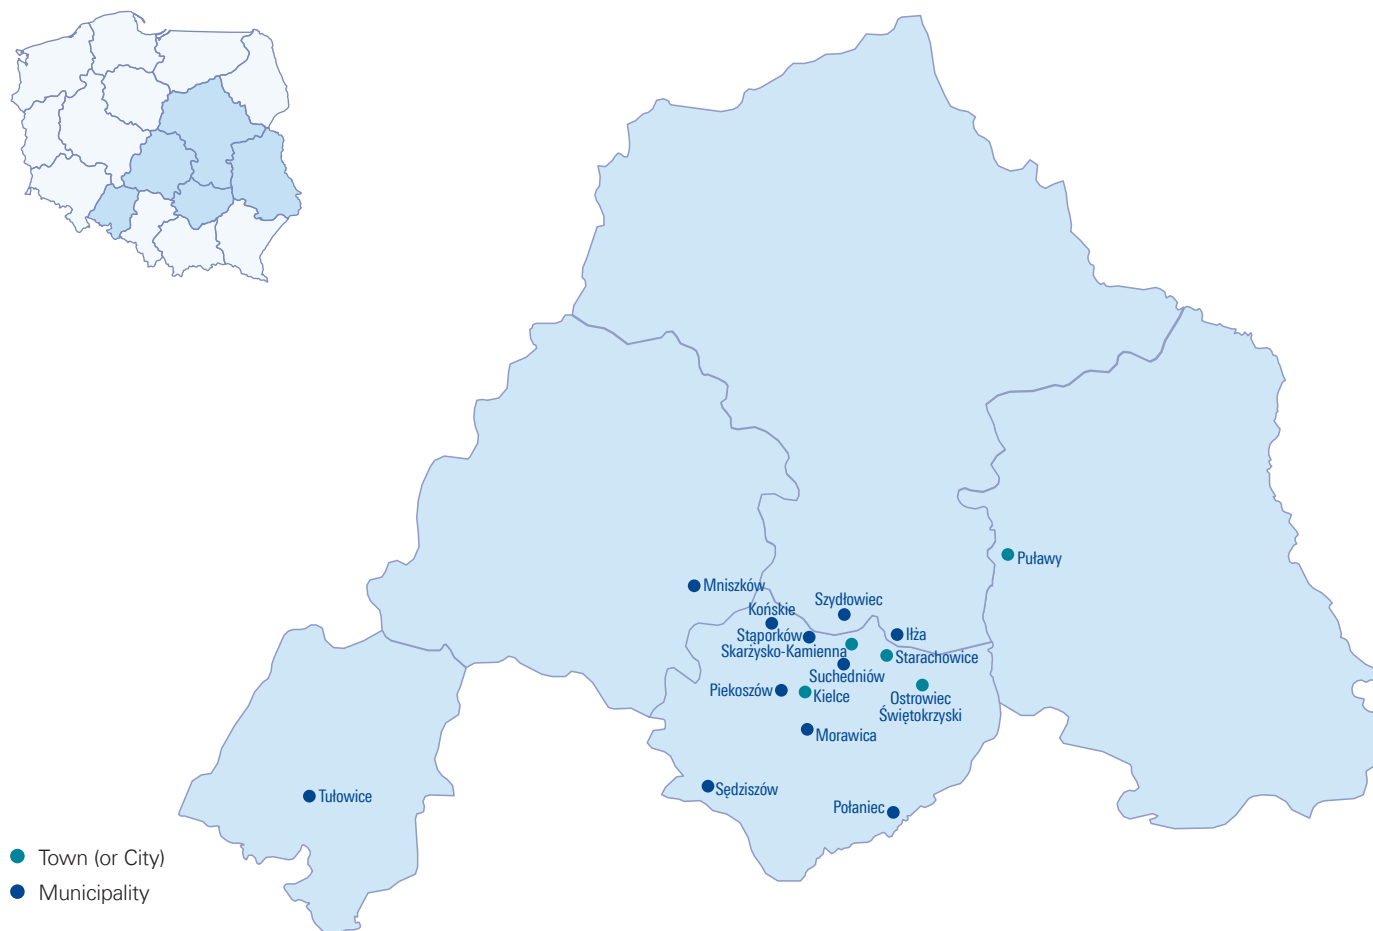 Puławy
Mniszków
Szydłowiec
Końskie
Iłża
Stąporków
Skarżysko-Kamienna
Starachowice
Suchedniów
Piekoszów
Kielce
Ostrowiec
Świętokrzyski
Morawica
Sędziszów
Tułowice
Połaniec
Town (or City)
Municipality